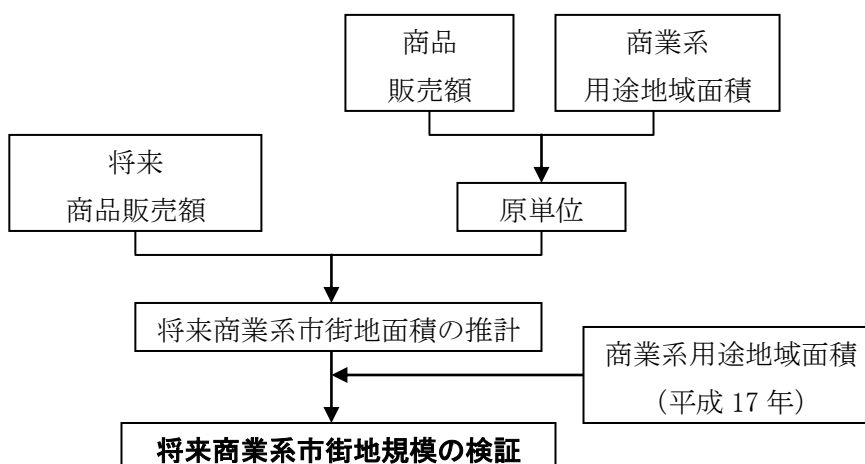 商品
販売額
商業系
用途地域面積
将来
商品販売額
原単位
将来商業系市街地面積の推計
商業系用途地域面積
（平成 17 年）
将来商業系市街地規模の検証